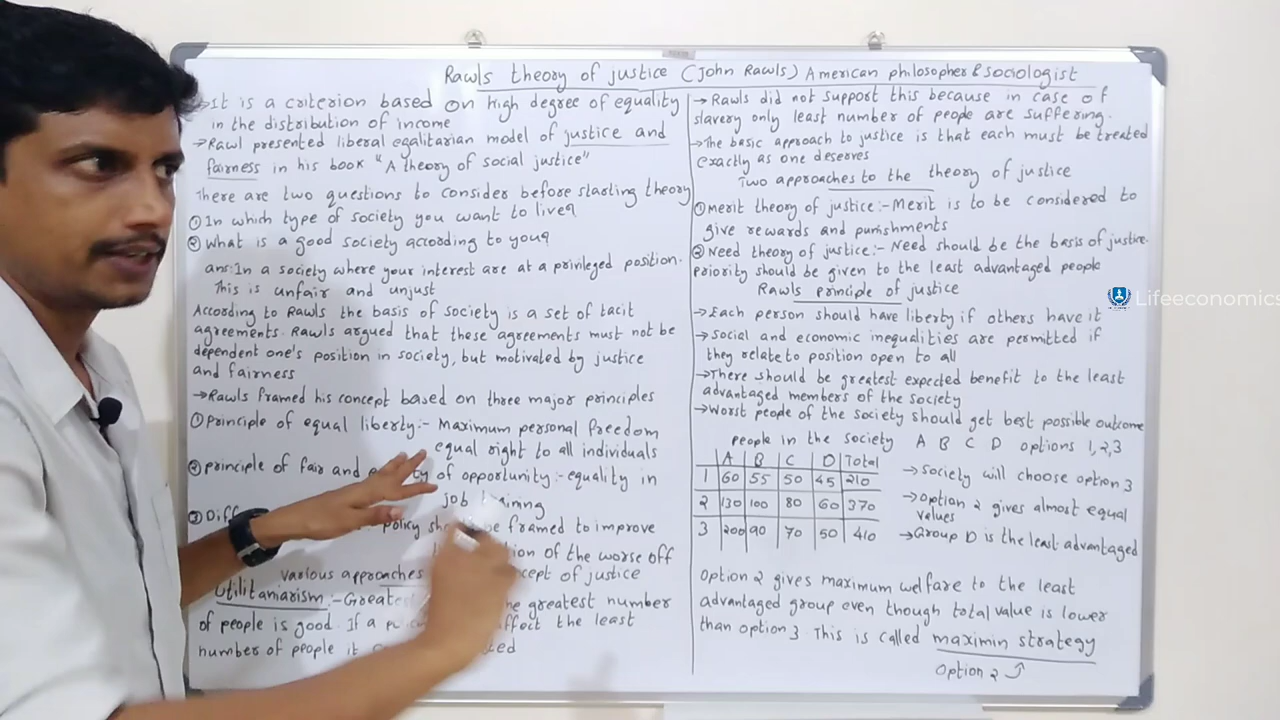 Rawls theory of justice (John Rawls) American philosopher & sociologist
→It is a criterion based on high degree of equality
in the distribution of income
→Rawl presented liberal egalitarian model of justice and
fairness in his book "A theory of social justice"
There are two questions to consider before starting theory
① In which type of society you want to live?
② What is a good society according to you?
ans: In a society where your interest are at a privileged position.
This is unfair and unjust
According to Rawls the basis of society is a set of tacit
agreements. Rawls argued that these agreements must not be
dependent one's position in society, but motivated by justice
and fairness
→Rawls framed his concept based on three major principles
① Principle of equal liberty:- Maximum personal freedom
equal right to all individuals
② principle of fair and of opportunity:- equality in
job
③ policy be framed to improve
of the worse off
various approaches of justice
Utilitarianism:- Greatest greatest number
of people is good. If a affect the least
number of people it
→ Rawls did not support this because in case of
slavery only least number of people are suffering.
→The basic approach to justice is that each must be treated
exactly as one deserves
Two approaches to the theory of justice
① Merit theory of justice:- Merit is to be considered to
give rewards and punishments
② Need theory of justice:- Need should be the basis of justice.
priority should be given to the least advantaged people
Rawls principle of justice
→Each person should have liberty if others have it
→ Social and economic inequalities are permitted if
they relate to position open to all
→There should be greatest expected benefit to the least
advantaged members of the society
→Worst people of the society should get best possible outcome
people in the society A B C D options 1,2,3
A B C D Total
1 60 55 50 45 210
2 130 100 80 60 370
3 200 90 70 50 410
→Society will choose option 3
→Option 2 gives almost equal
values
→Group D is the least advantaged
Option 2 gives maximum welfare to the least
advantaged group even though total value is lower
than option 3. This is called maximin strategy
Option 2
Lifeeconomics